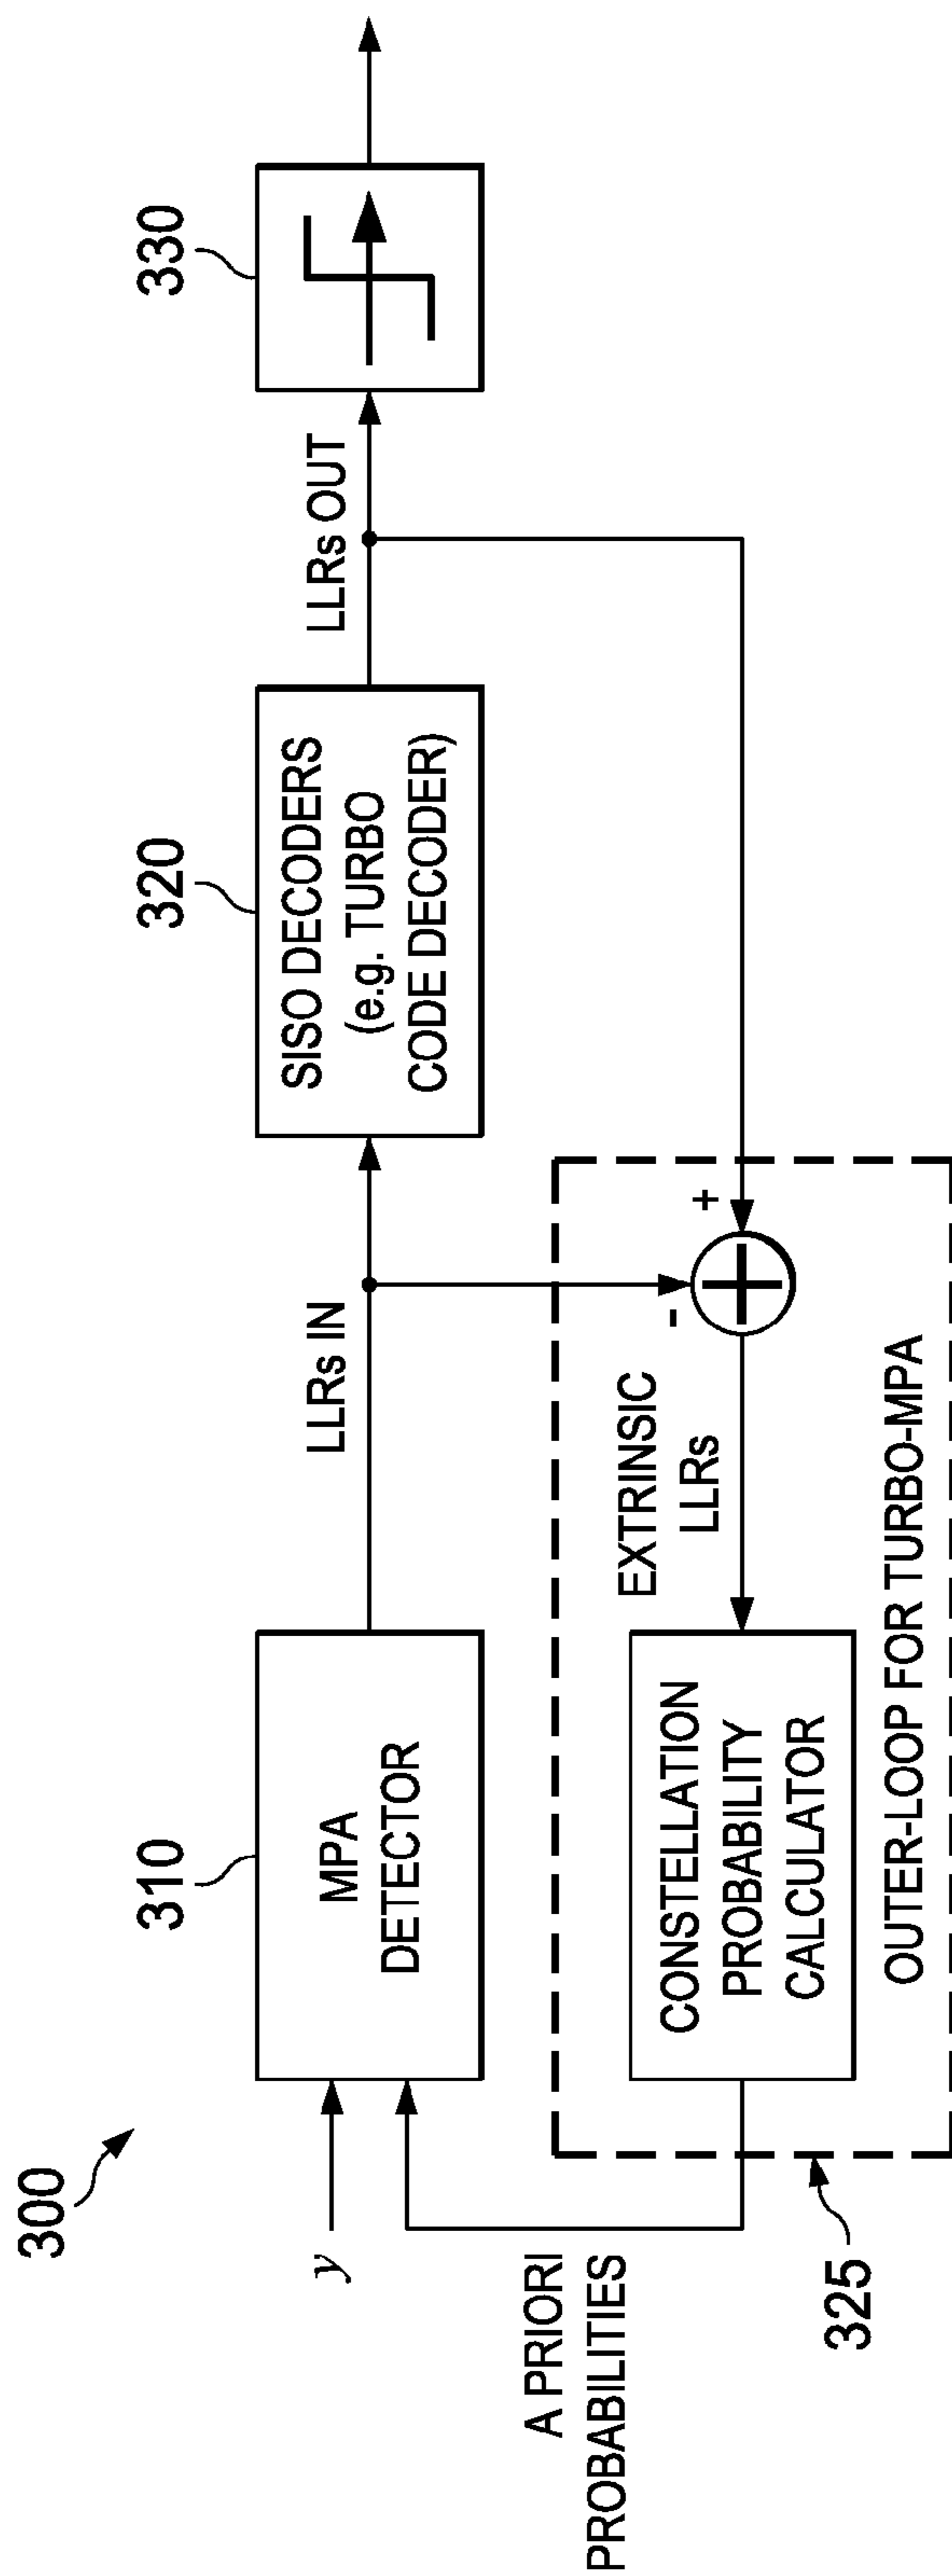 300
310
320
330
y
MPA
DETECTOR
LLRs IN
SISO DECODERS
(e.g. TURBO
CODE DECODER)
LLRs OUT
A PRIORI
PROBABILITIES
CONSTELLATION
PROBABILITY
CALCULATOR
EXTRINSIC
LLRs
-
+
325
OUTER-LOOP FOR TURBO-MPA